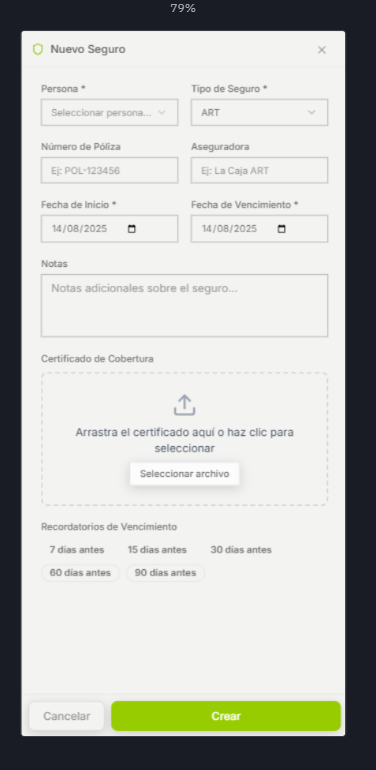 79%
Nuevo Seguro
Persona *
Tipo de Seguro *
Seleccionar persona...
ART
Número de Póliza
Aseguradora
Ej: POL-123456
Ej: La Caja ART
Fecha de Inicio *
Fecha de Vencimiento *
14/08/2025
14/08/2025
Notas
Notas adicionales sobre el seguro...
Certificado de Cobertura
Arrastra el certificado aquí o haz clic para
seleccionar
Seleccionar archivo
Recordatorios de Vencimiento
7 días antes
15 días antes
30 días antes
60 días antes
90 días antes
Cancelar
Crear